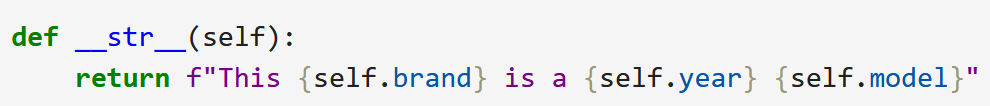 def __str__(self):
    return f"This {self.brand} is a {self.year} {self.model}"